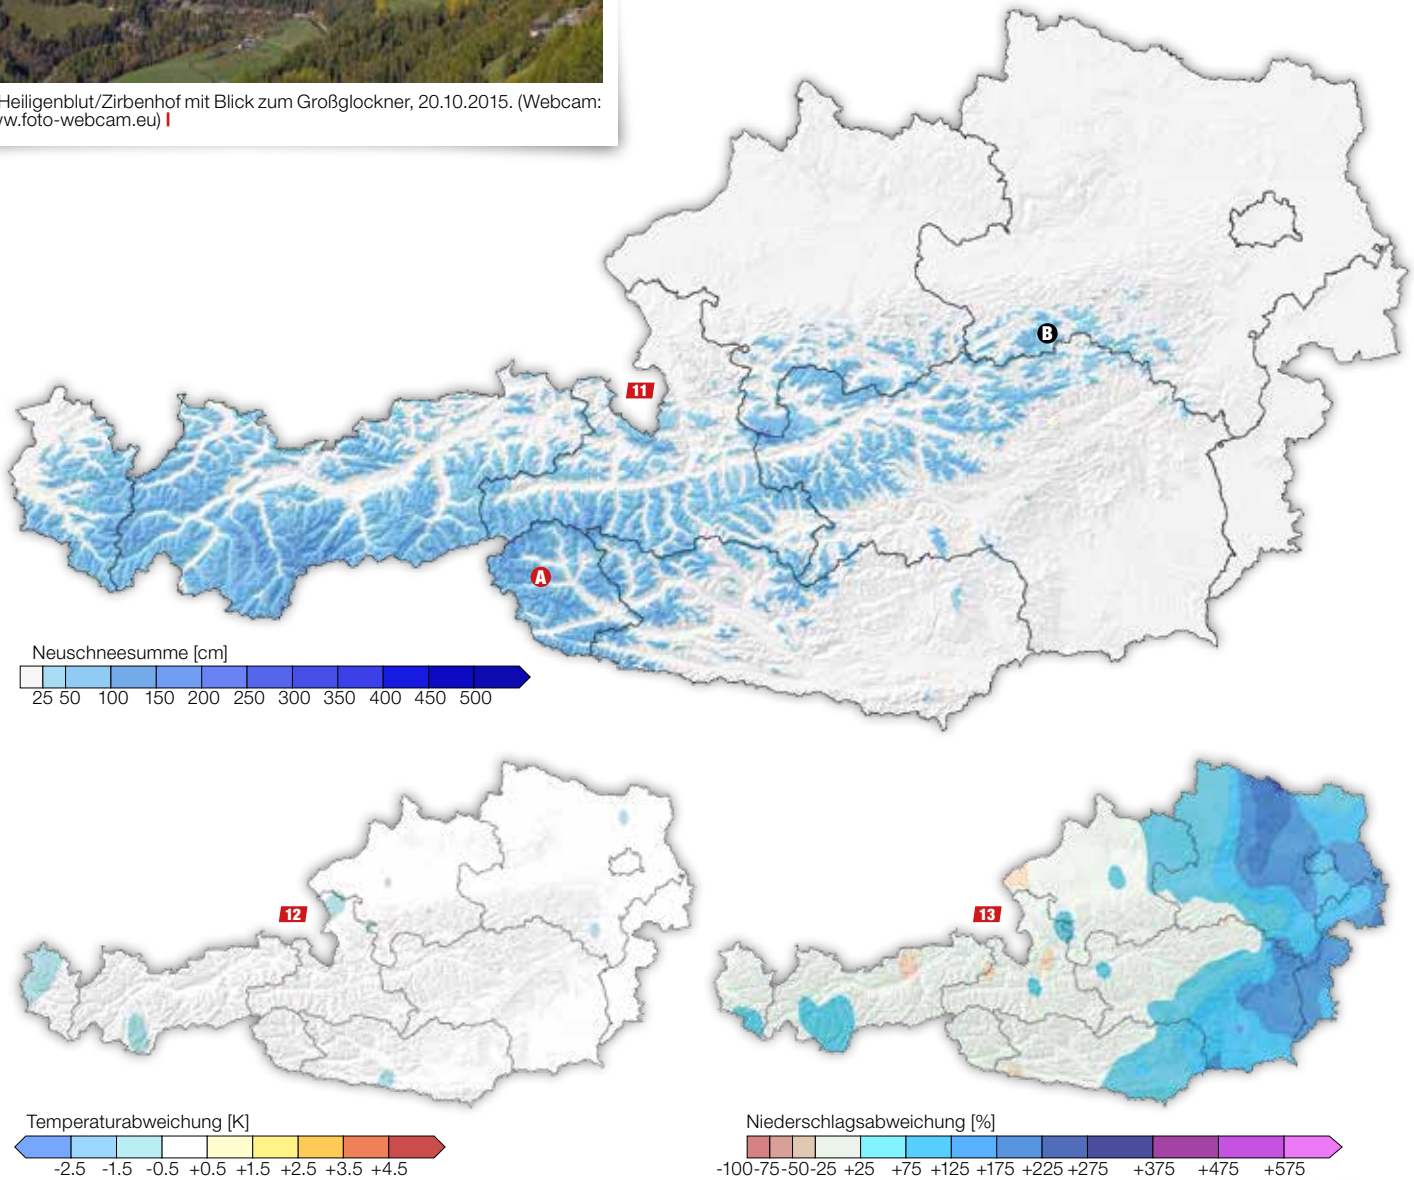 Heiligenblut/Zirbenhof mit Blick zum Großglockner, 20.10.2015. (Webcam:
w.foto-webcam.eu) I
11
B
A
Neuschneesumme [cm]
25 50 100 150 200 250 300 350 400 450 500
12
13
Temperaturabweichung [K]
-2.5 -1.5 -0.5 +0.5 +1.5 +2.5 +3.5 +4.5
Niederschlagsabweichung [%]
-100 -75 -50 -25 +25 +75 +125 +175 +225 +275 +375 +475 +575